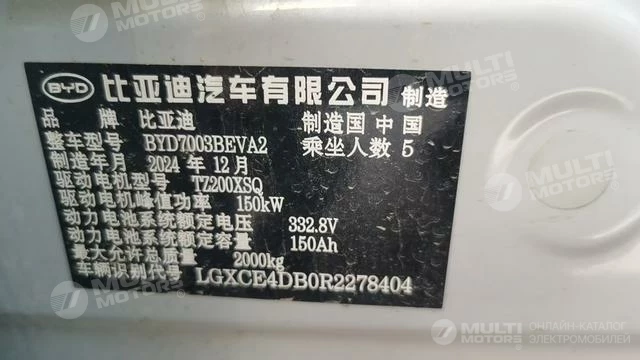 BYD 比亚迪汽车有限公司 制造
品牌 比亚迪 制造国 中国
整车型号 BYD7003BEVA2 乘坐人数 5
制造年月 2024 年 12 月
驱动电机型号 TZ200XSQ
驱动电机峰值功率 150kW
动力电池系统额定电压 332.8V
动力电池系统额定容量 150Ah
最大允许总质量 2000kg
车辆识别代号 LGXCE4DB0R2278404
MULTI MOTORS
ОНЛАЙН-КАТАЛОГ
ЭЛЕКТРОМОБИЛЕЙ